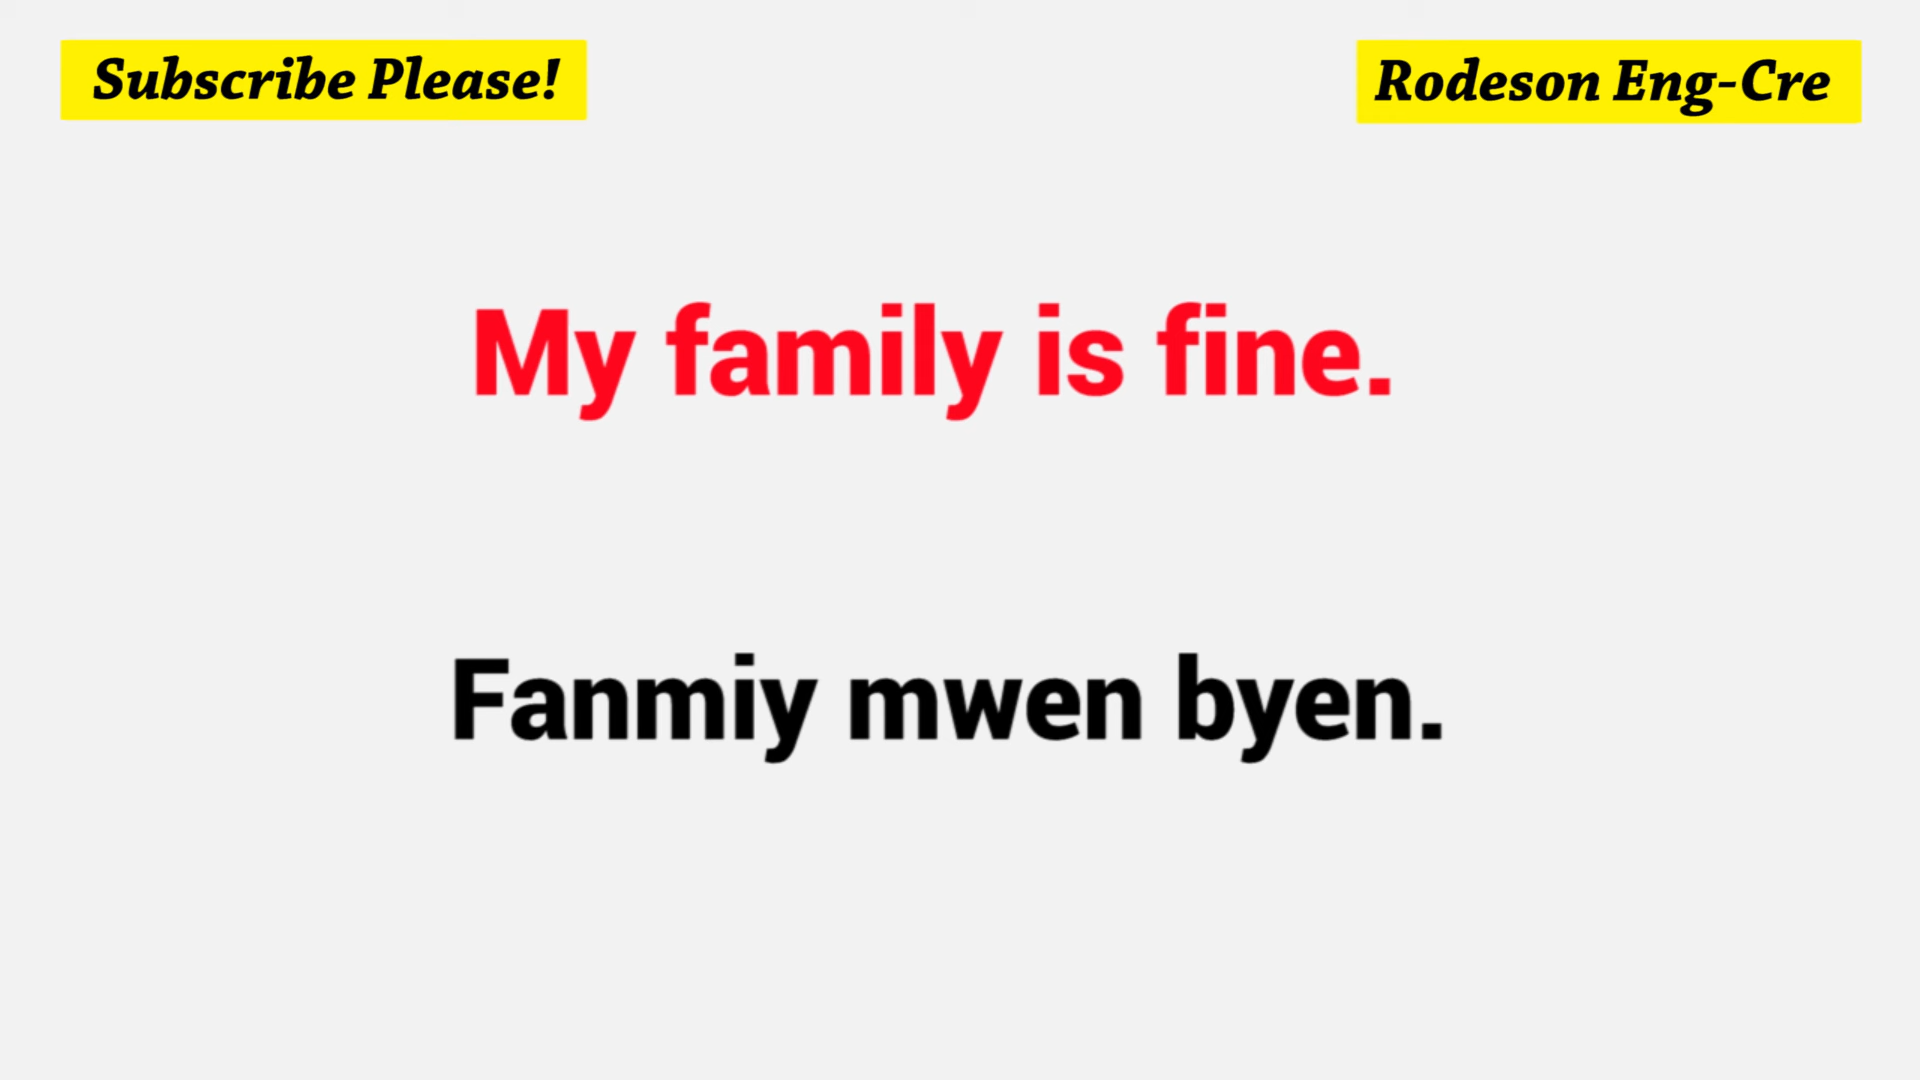 Subscribe Please!
Rodeson Eng-Cre
My family is fine.
Fanmiy mwen byen.